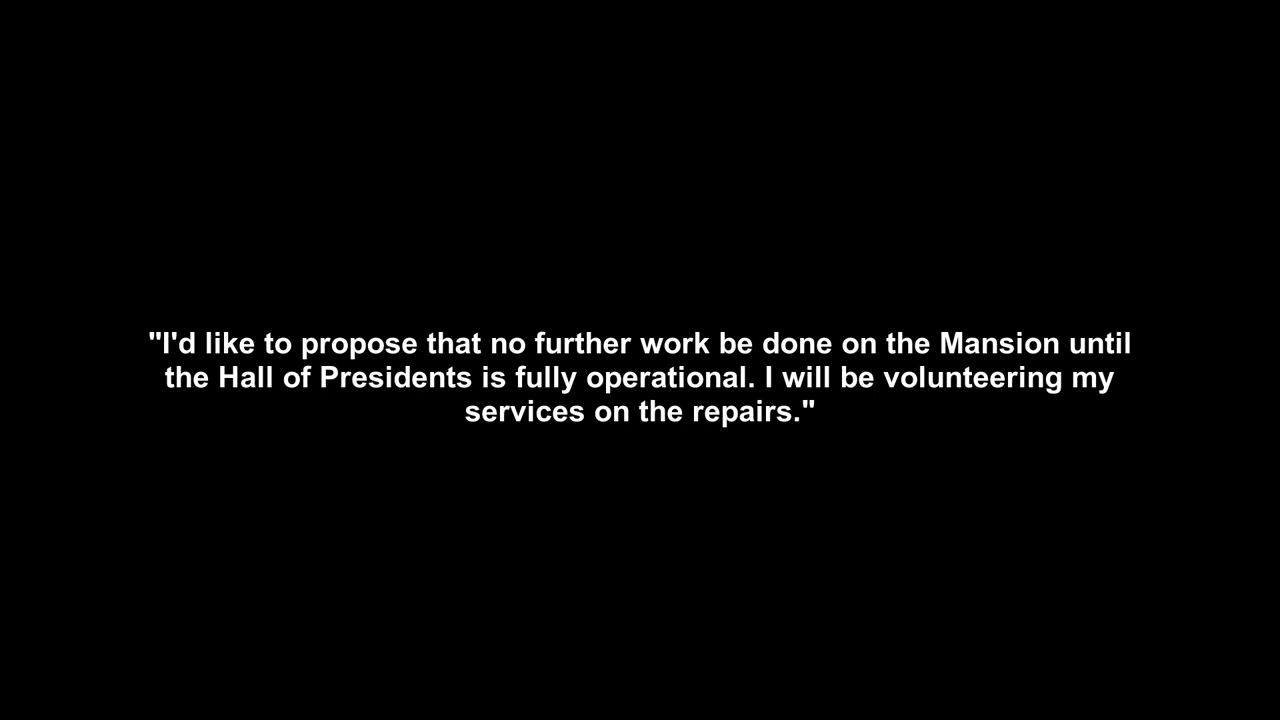 "I'd like to propose that no further work be done on the Mansion until
the Hall of Presidents is fully operational. I will be volunteering my
services on the repairs."